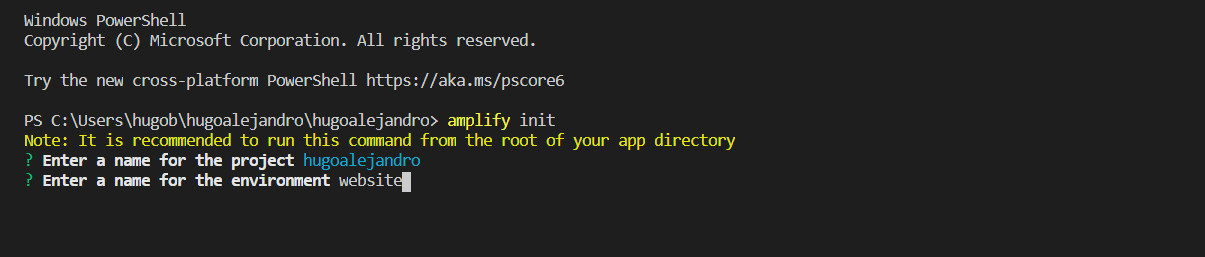 Windows PowerShell
Copyright (C) Microsoft Corporation. All rights reserved.
Try the new cross-platform PowerShell https://aka.ms/pscore6
PS C:\Users\hugob\hugoalejandro\hugoalejandro> amplify init
Note: It is recommended to run this command from the root of your app directory
? Enter a name for the project hugoalejandro
? Enter a name for the environment website